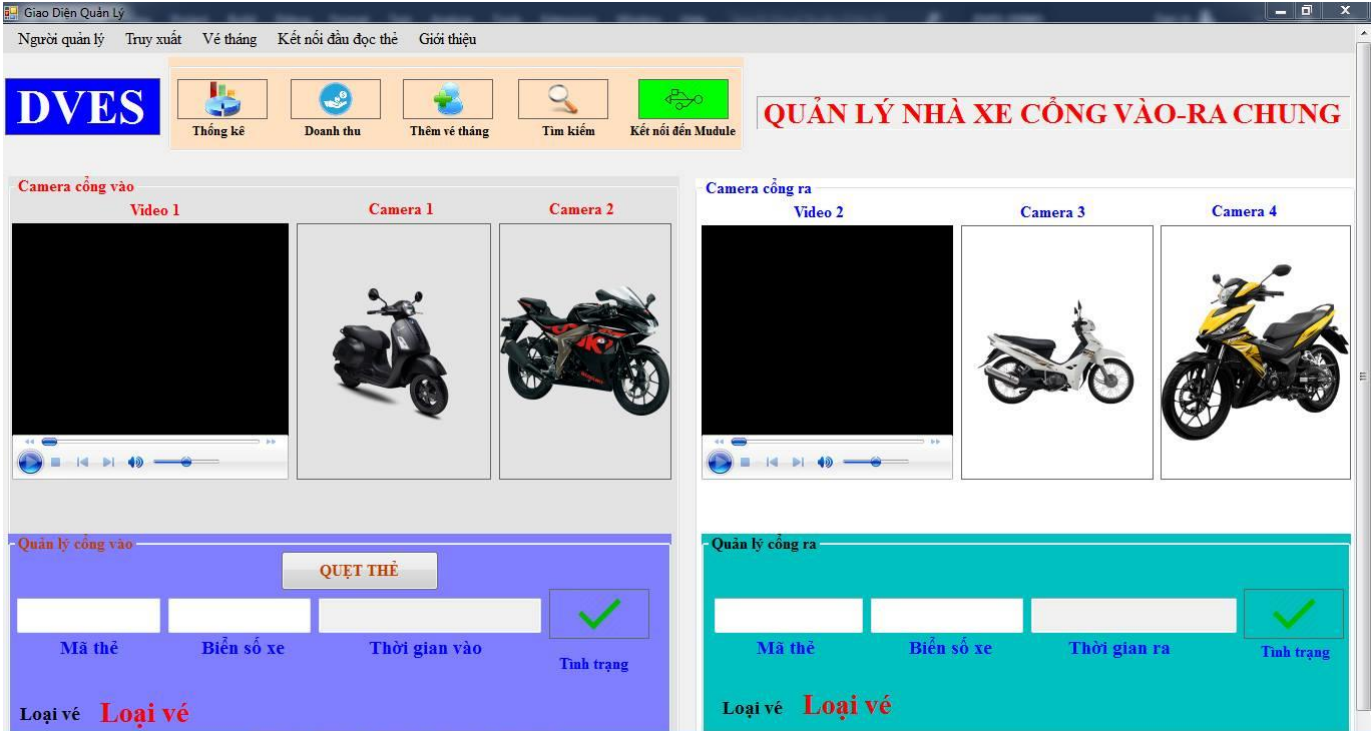 Giao Diện Quản Lý
Người quản lý Truy xuất Vé tháng Kết nối đầu đọc thẻ Giới thiệu
DVES
Thống kê Doanh thu Thêm vé tháng Tìm kiếm Kết nối đến Mudule
QUẢN LÝ NHÀ XE CỔNG VÀO-RA CHUNG
Camera cổng vào
Video 1 Camera 1 Camera 2
Camera cổng ra
Video 2 Camera 3 Camera 4
Quản lý cổng vào
QUẸT THẺ
Mã thẻ Biển số xe Thời gian vào Tình trạng
Loại vé Loại vé
Quản lý cổng ra
Mã thẻ Biển số xe Thời gian ra Tình trạng
Loại vé Loại vé